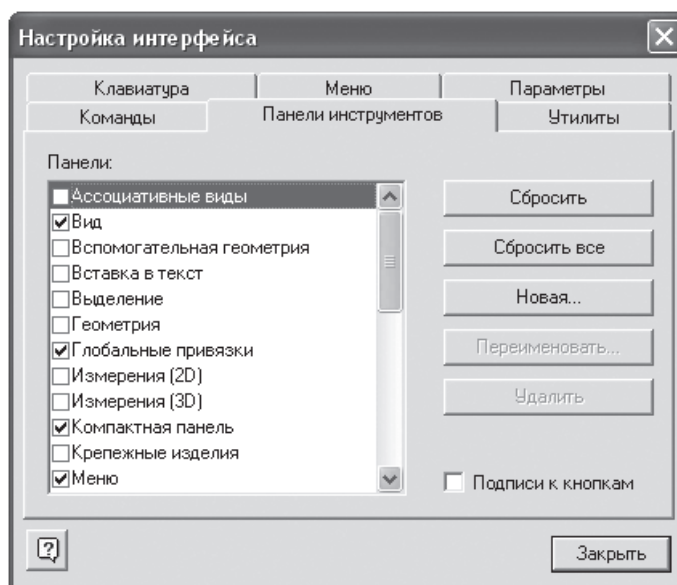 Настройка интерфейса
Клавиатура Меню Параметры
Команды Панели инструментов Утилиты
Панели:
Ассоциативные виды
Вид
Вспомогательная геометрия
Вставка в текст
Выделение
Геометрия
Глобальные привязки
Измерения (2D)
Измерения (3D)
Компактная панель
Крепежные изделия
Меню
Сбросить
Сбросить все
Новая...
Переименовать...
Удалить
Подписи к кнопкам
Закрыть